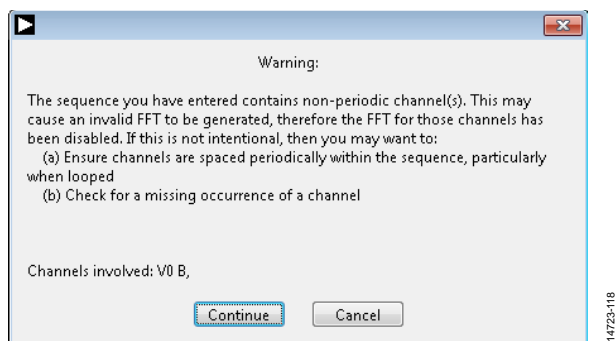 Warning:
The sequence you have entered contains non-periodic channel(s). This may
cause an invalid FFT to be generated, therefore the FFT for those channels has
been disabled. If this is not intentional, then you may want to:
(a) Ensure channels are spaced periodically within the sequence, particularly
when looped
(b) Check for a missing occurrence of a channel
Channels involved: V0 B,
Continue
Cancel
14723-118